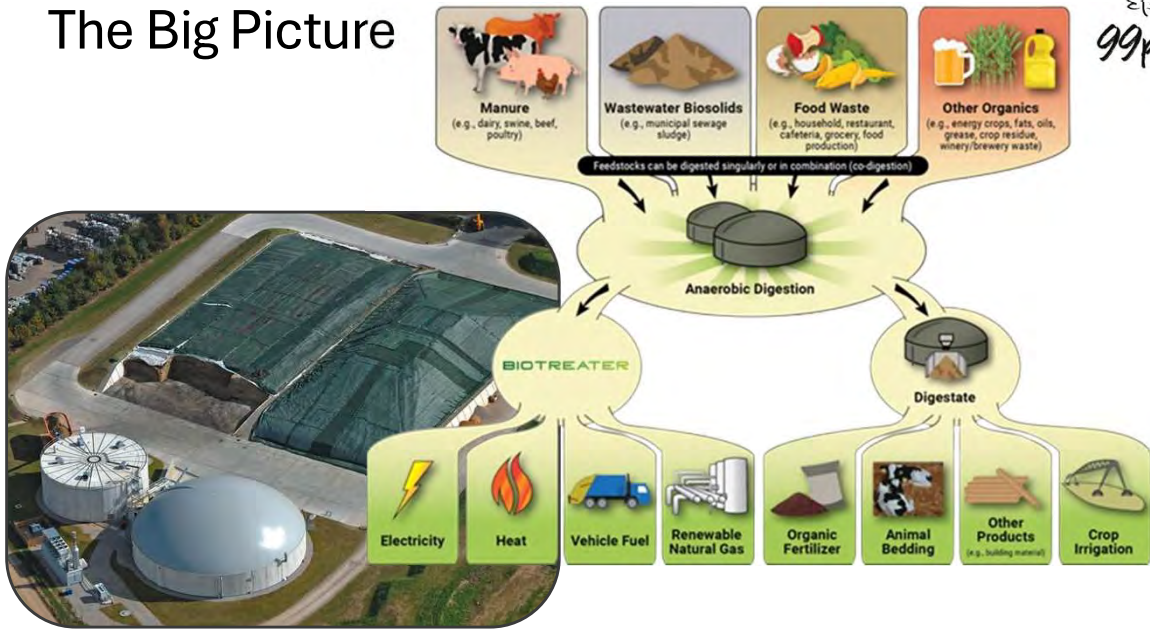 The Big Picture
99
Manure
(e.g., dairy, swine, beef,
poultry)
Wastewater Biosolids
(e.g., municipal sewage
sludge)
Food Waste
(e.g., household, restaurant,
cafeteria, grocery, food
production)
Other Organics
(e.g., energy crops, fats, oils,
grease, crop residue,
winery/brewery waste)
Feedstocks can be digested singularly or in combination (co-digestion)
Anaerobic Digestion
BIOTREATER
Digestate
Electricity
Heat
Vehicle Fuel
Renewable
Natural Gas
Organic
Fertilizer
Animal
Bedding
Other
Products
(e.g., building material)
Crop
Irrigation